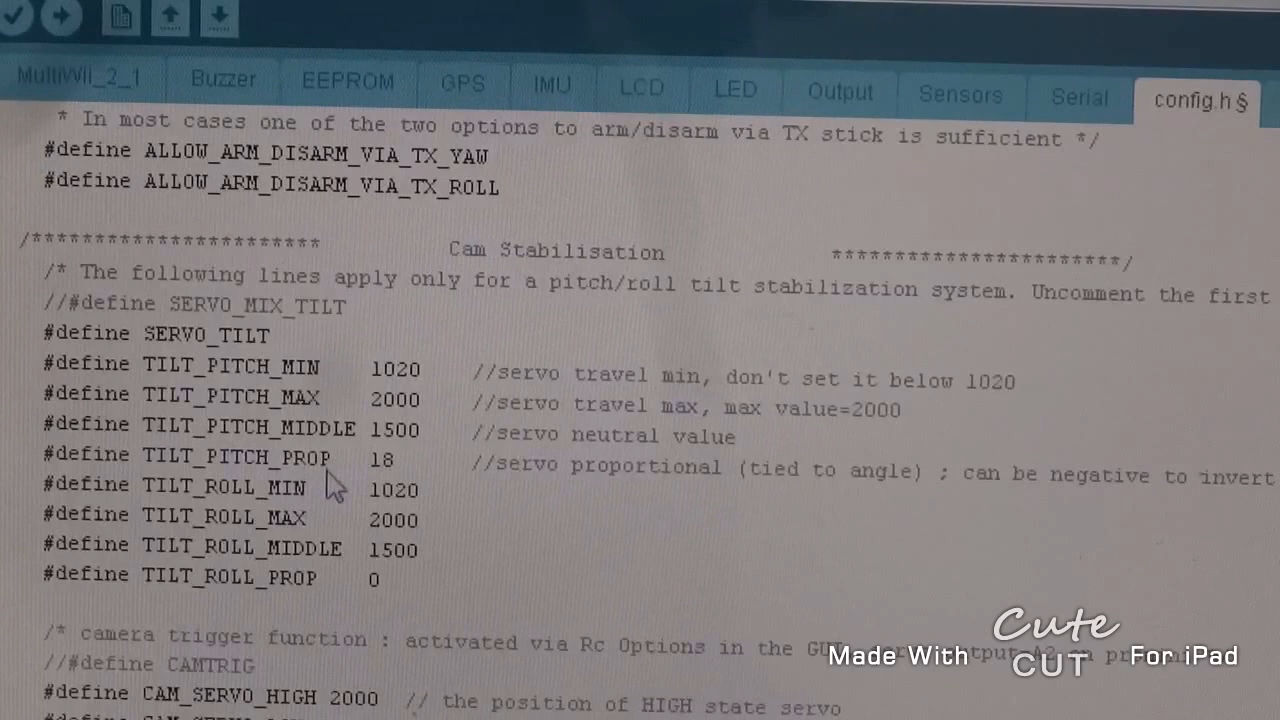 MultiWii_2_1 Buzzer EEPROM GPS IMU LCD LED Output Sensors Serial config.h §
* In most cases one of the two options to arm/disarm via TX stick is sufficient */
#define ALLOW_ARM_DISARM_VIA_TX_YAW
#define ALLOW_ARM_DISARM_VIA_TX_ROLL
/*********************** Cam Stabilisation ***********************/
/* The following lines apply only for a pitch/roll tilt stabilization system. Uncomment the first
//#define SERVO_MIX_TILT
#define SERVO_TILT
#define TILT_PITCH_MIN 1020 //servo travel min, don't set it below 1020
#define TILT_PITCH_MAX 2000 //servo travel max, max value=2000
#define TILT_PITCH_MIDDLE 1500 //servo neutral value
#define TILT_PITCH_PROP 18 //servo proportional (tied to angle) ; can be negative to invert
#define TILT_ROLL_MIN 1020
#define TILT_ROLL_MAX 2000
#define TILT_ROLL_MIDDLE 1500
#define TILT_ROLL_PROP 0
/* camera trigger function : activated via Rc Options in the
//#define CAMTRIG
#define CAM_SERVO_HIGH 2000 // the position of HIGH state servo
Made With Cute CUT For iPad